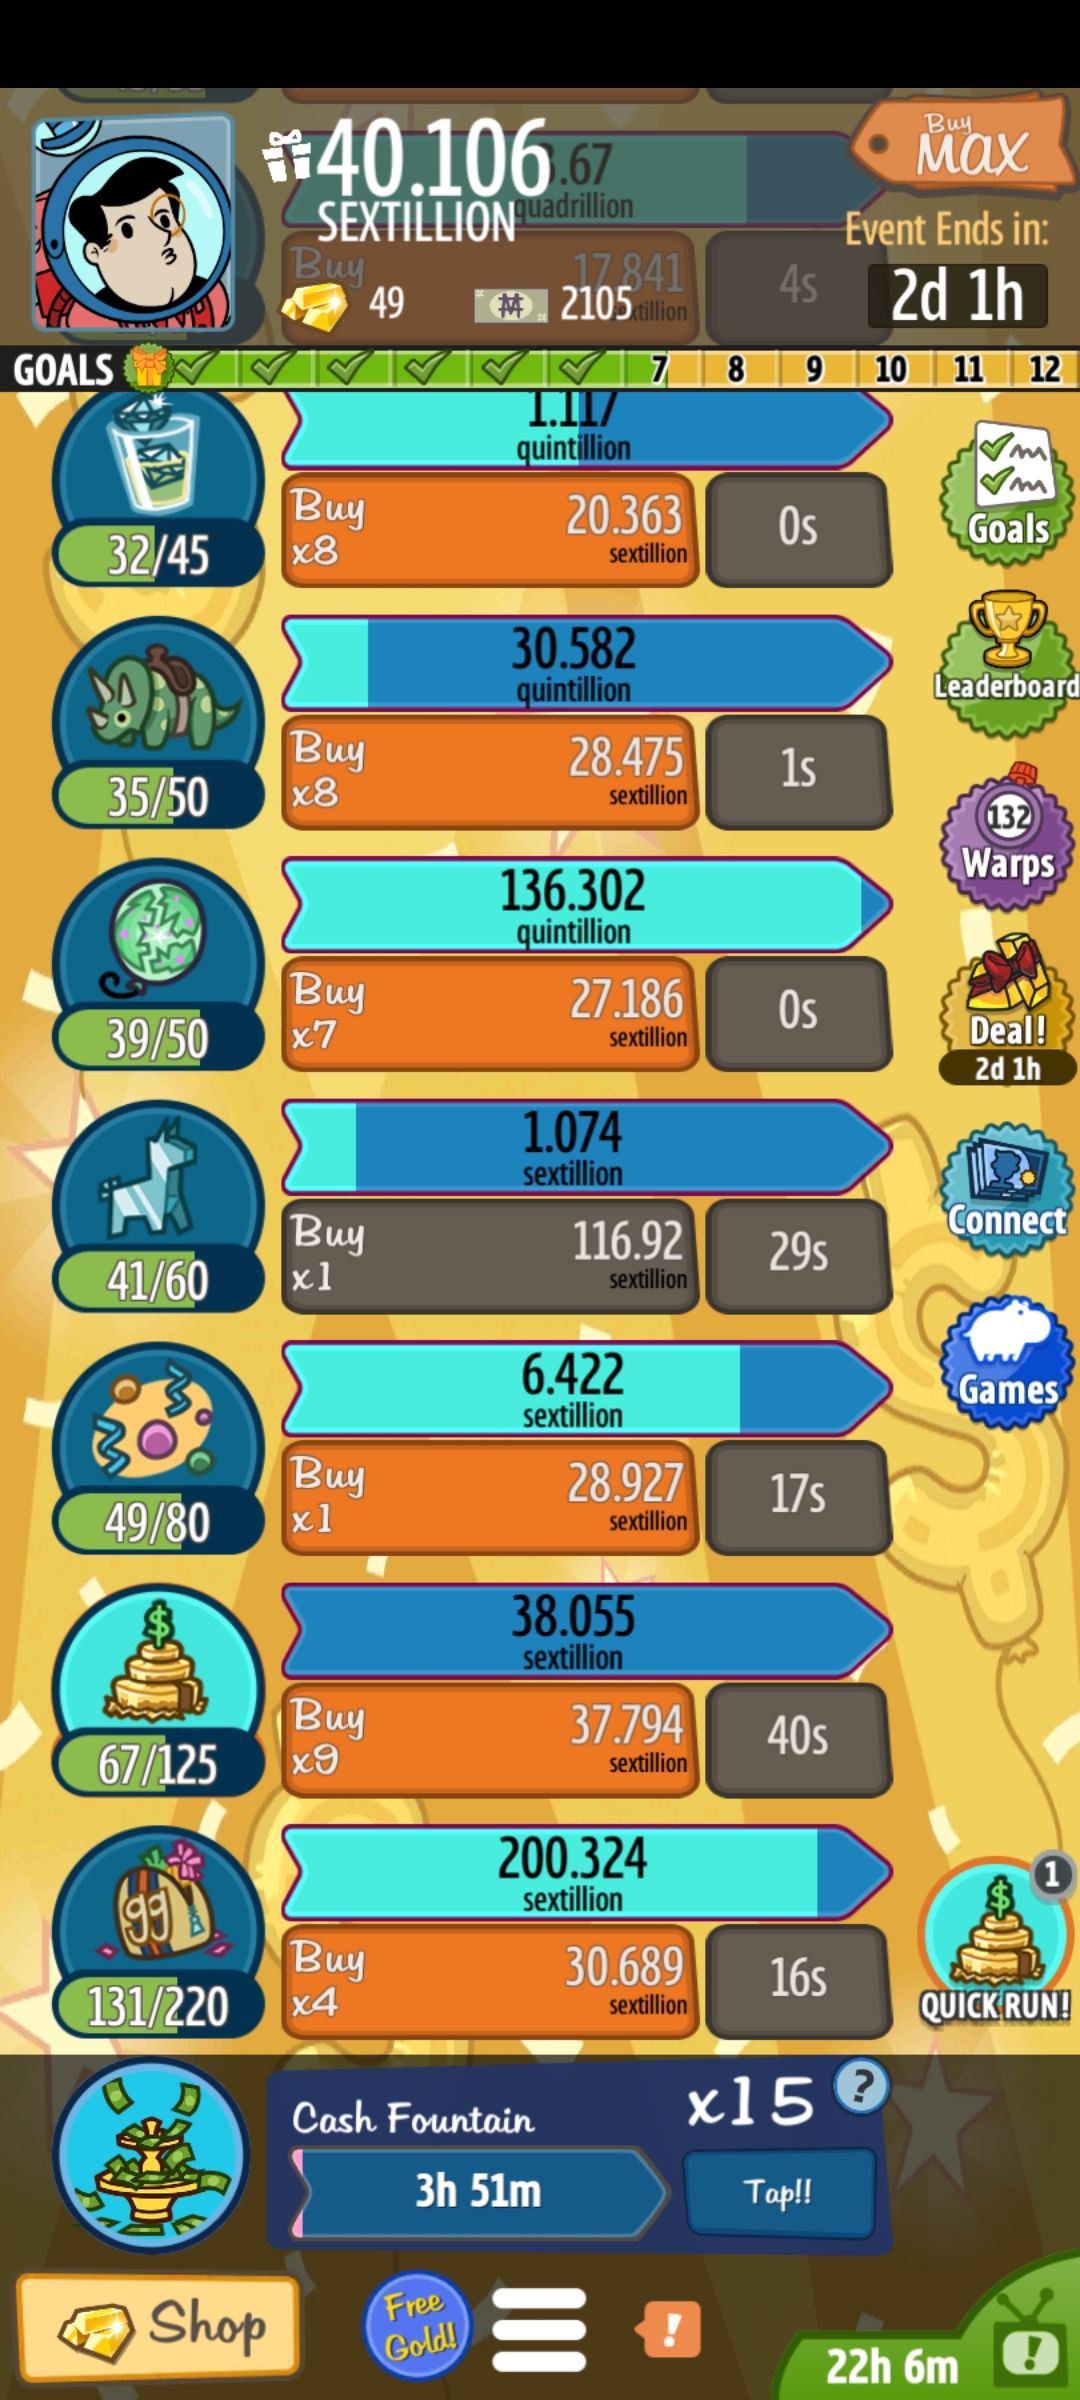 40.106
SEXTILLION
3.67
quadrillion
Buy
MAX
Event Ends in:
2d 1h
Buy
17.841
4s
49
2105
GOALS
7
8
9
10
11
12
1.117
quintillion
Buy
x8
20.363
sextillion
0s
32/45
Goals
30.582
quintillion
Buy
x8
28.475
sextillion
1s
35/50
Leaderboard
136.302
quintillion
Buy
x7
27.186
sextillion
0s
39/50
132
Warps
Deal!
2d 1h
1.074
sextillion
Buy
x1
116.92
sextillion
29s
41/60
Connect
6.422
sextillion
Buy
x1
28.927
sextillion
17s
49/80
Games
38.055
sextillion
Buy
x9
37.794
sextillion
40s
67/125
200.324
sextillion
Buy
x4
30.689
sextillion
16s
131/220
1
QUICK RUN!
Cash Fountain
x15
?
3h 51m
Tap!!
Shop
Free
Gold!
!
22h 6m
!